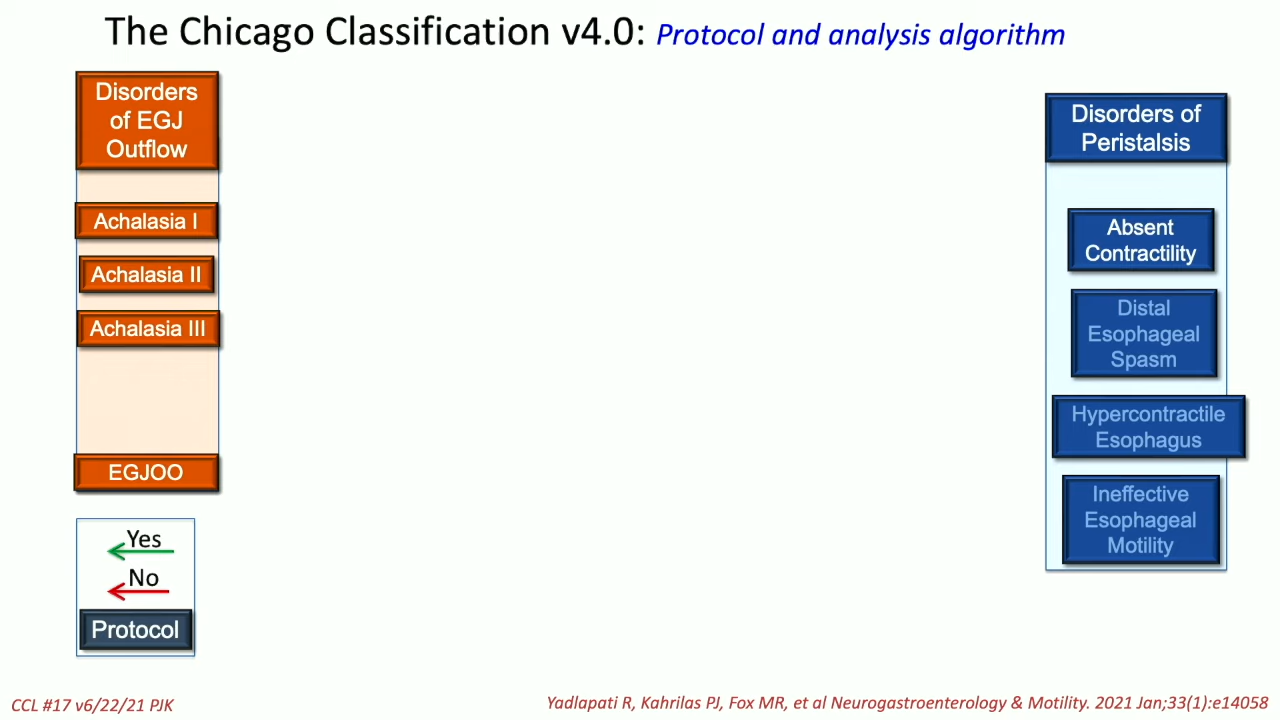 The Chicago Classification v4.0: Protocol and analysis algorithm
Disorders
of EGJ
Outflow
Achalasia I
Achalasia II
Achalasia III
EGJOO
Yes
No
Protocol
Disorders of
Peristalsis
Absent
Contractility
Distal
Esophageal
Spasm
Hypercontractile
Esophagus
Ineffective
Esophageal
Motility
CCL #17 v6/22/21 PJK
Yadlapati R, Kahrilas PJ, Fox MR, et al Neurogastroenterology & Motility. 2021 Jan;33(1):e14058